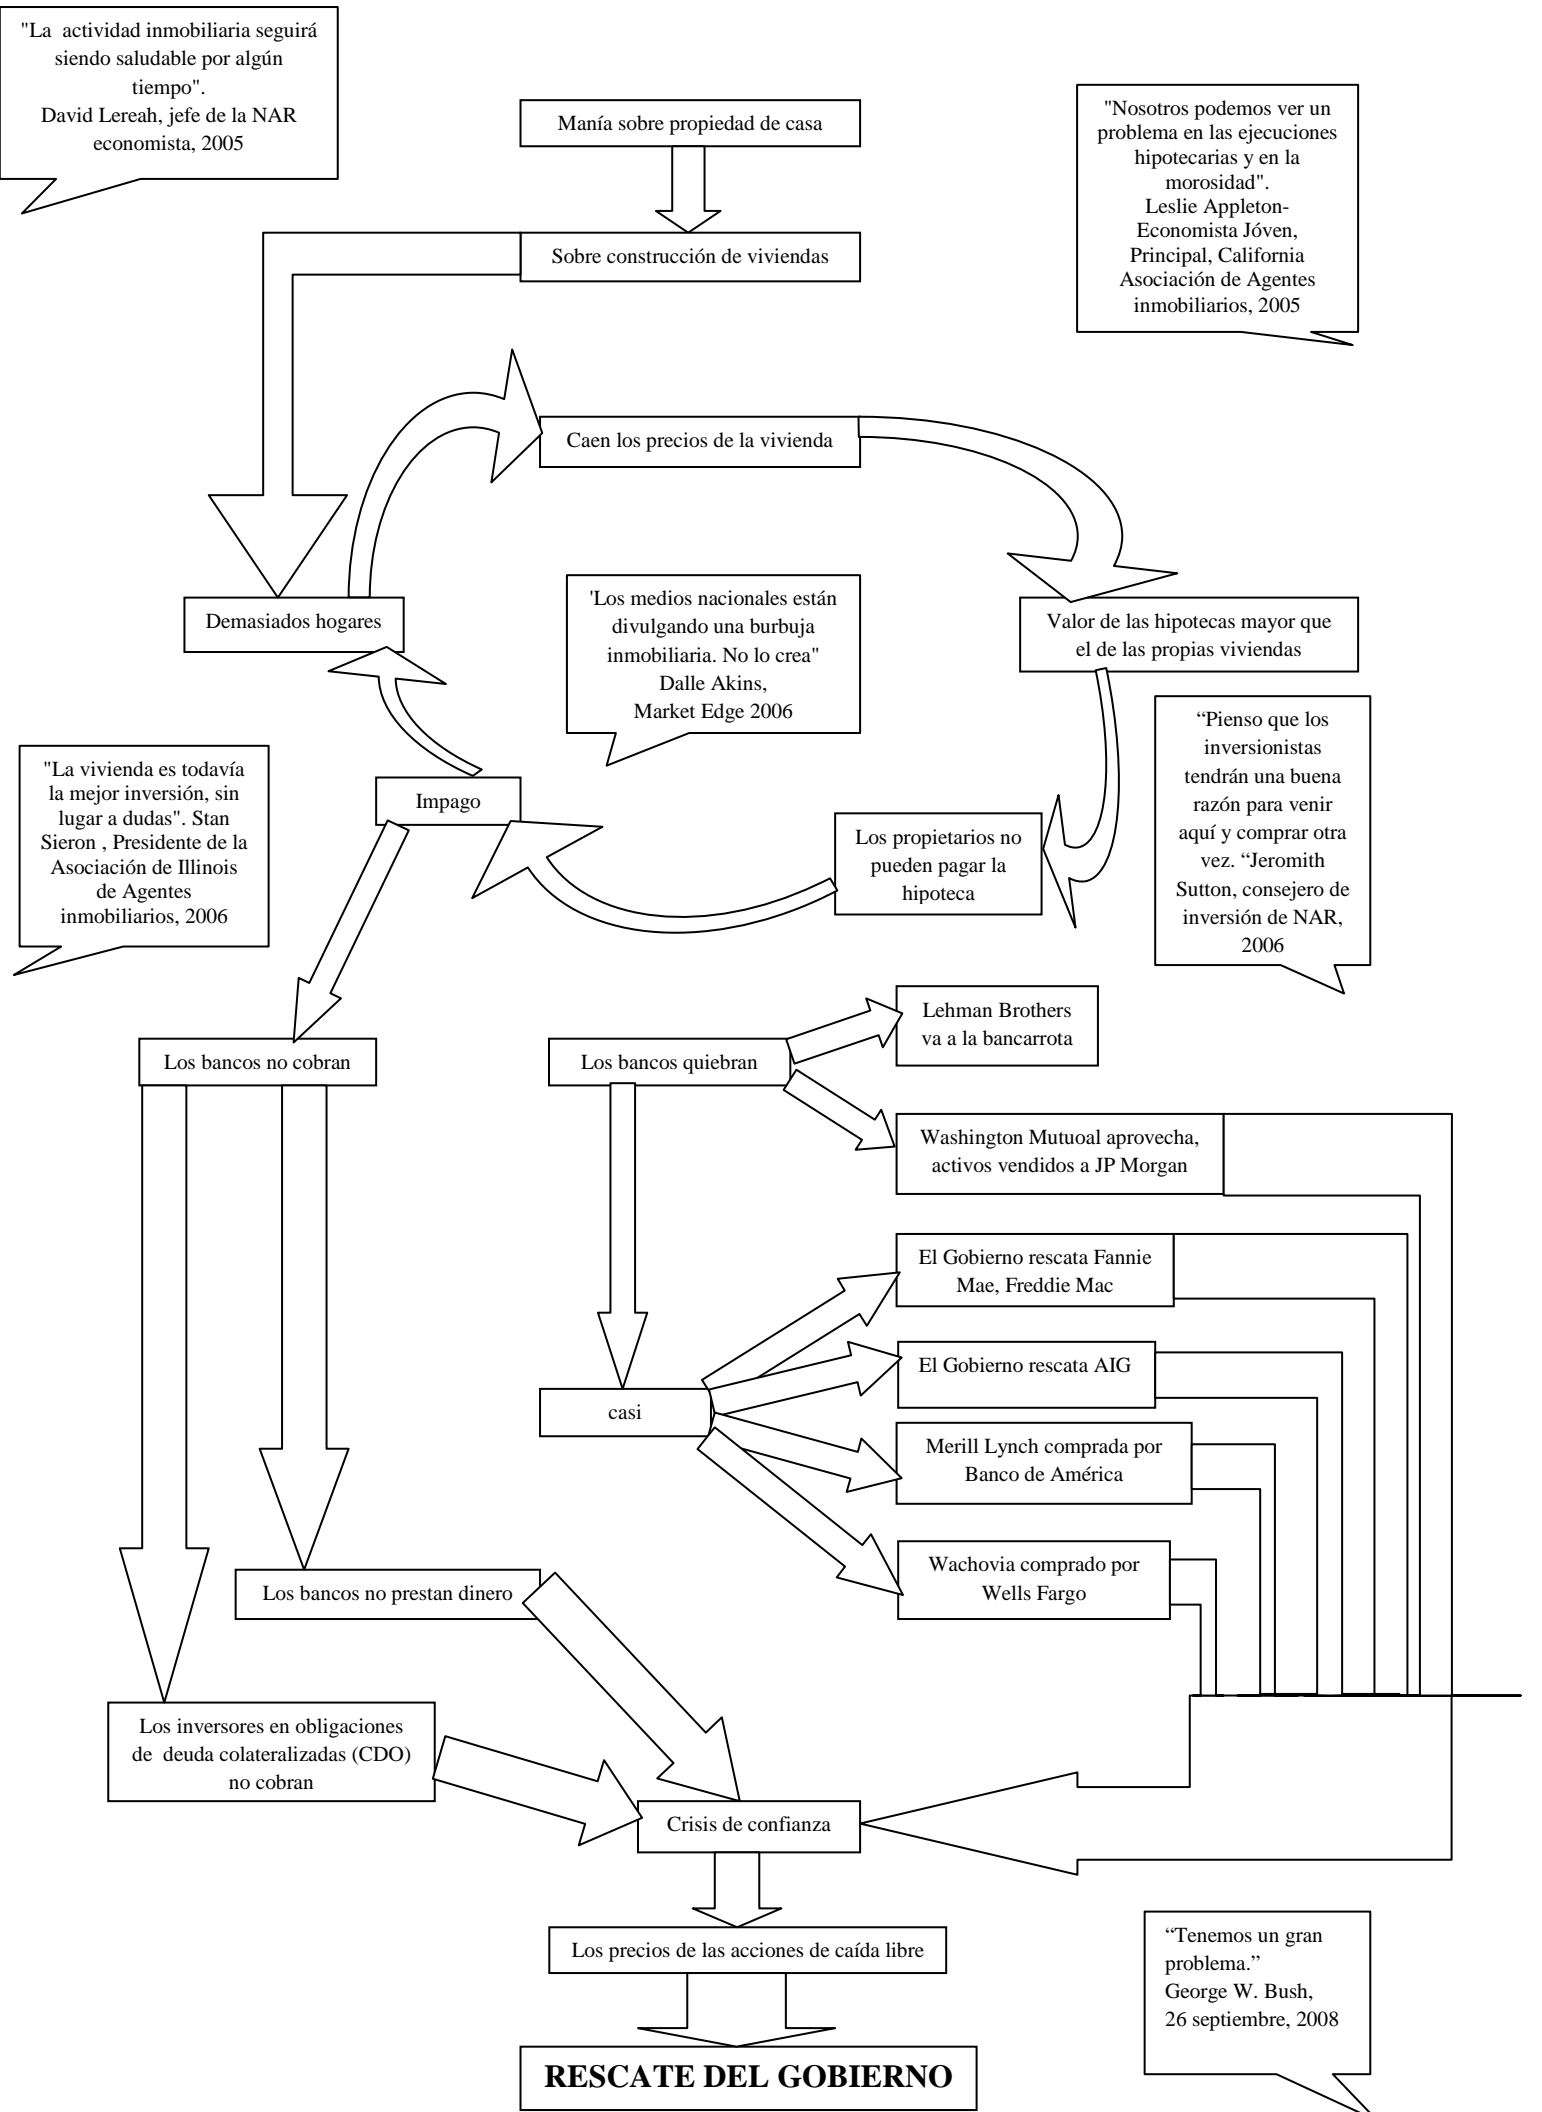 "La actividad inmobiliaria seguirá
siendo saludable por algún
tiempo".
David Lereah, jefe de la NAR
economista, 2005
Manía sobre propiedad de casa
"Nosotros podemos ver un
problema en las ejecuciones
hipotecarias y en la
morosidad".
Leslie Appleton-
Economista Jóven,
Principal, California
Asociación de Agentes
inmobiliarios, 2005
Sobre construcción de viviendas
Caen los precios de la vivienda
Demasiados hogares
'Los medios nacionales están
divulgando una burbuja
inmobiliaria. No lo crea"
Dalle Akins,
Market Edge 2006
Valor de las hipotecas mayor que
el de las propias viviendas
"La vivienda es todavía
la mejor inversión, sin
lugar a dudas". Stan
Sieron , Presidente de la
Asociación de Illinois
de Agentes
inmobiliarios, 2006
Impago
Los propietarios no
pueden pagar la
hipoteca
“Pienso que los
inversionistas
tendrán una buena
razón para venir
aquí y comprar otra
vez. “Jeromith
Sutton, consejero de
inversión de NAR,
2006
Los bancos no cobran
Los bancos quiebran
Lehman Brothers
va a la bancarrota
Washington Mutuoal aprovecha,
activos vendidos a JP Morgan
El Gobierno rescata Fannie
Mae, Freddie Mac
El Gobierno rescata AIG
casi
Merill Lynch comprada por
Banco de América
Wachovia comprado por
Wells Fargo
Los bancos no prestan dinero
Los inversores en obligaciones
de deuda colateralizadas (CDO)
no cobran
Crisis de confianza
Los precios de las acciones de caída libre
“Tenemos un gran
problema.”
George W. Bush,
26 septiembre, 2008
RESCATE DEL GOBIERNO